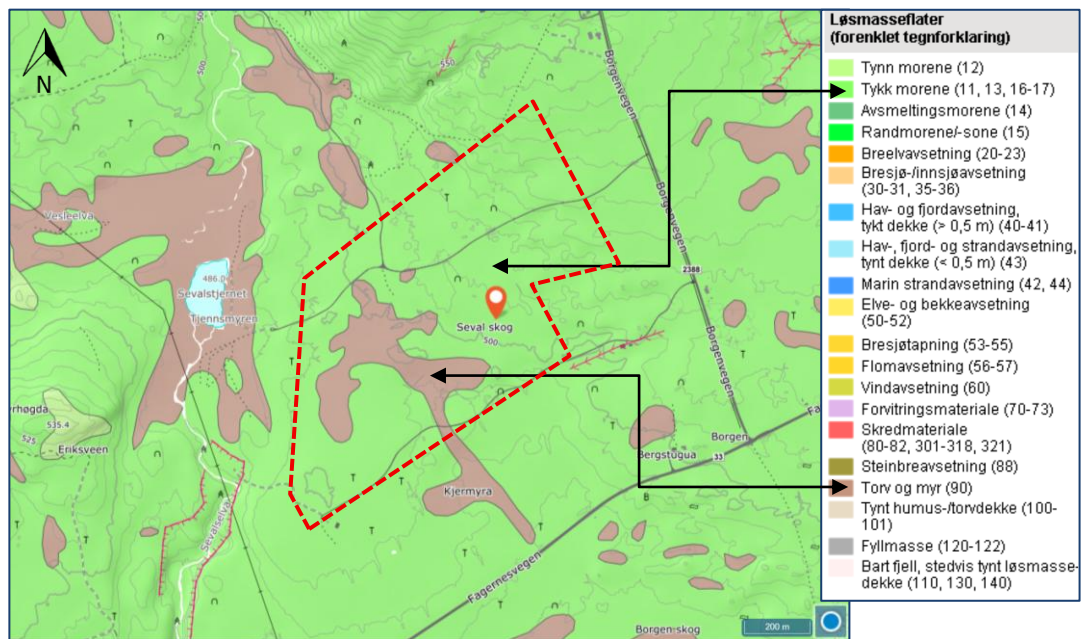 N
500
550
Borgenvegen
Borgenvegen
2388
Borgenvegen
Vesleelva
486.0
Sevalstjernet
Tjennsmyren
Seval skog
500
535.4
525
Eriksveen
Borgen
Bergstugua
33
Kjermyra
Sevalselva
Fagernesvegen
Borgen skog
200 m
Løsmasseflater
(forenklet tegnforklaring)
Tynn morene (12)
Tykk morene (11, 13, 16-17)
Avsmeltingsmorene (14)
Randmorene/-sone (15)
Breelvavsetning (20-23)
Bresjø-/innsjøavsetning
(30-31, 35-36)
Hav- og fjordavsetning,
tykt dekke (> 0,5 m) (40-41)
Hav-, fjord- og strandavsetning,
tynt dekke (< 0,5 m) (43)
Marin strandavsetning (42, 44)
Elve- og bekkeavsetning
(50-52)
Bresjøtapning (53-55)
Flomavsetning (56-57)
Vindavsetning (60)
Forvitringsmateriale (70-73)
Skredmateriale
(80-82, 301-318, 321)
Steinbreavsetning (88)
Torv og myr (90)
Tynt humus-/torvdekke (100-
101)
Fyllmasse (120-122)
Bart fjell, stedvis tynt løsmasse-
dekke (110, 130, 140)